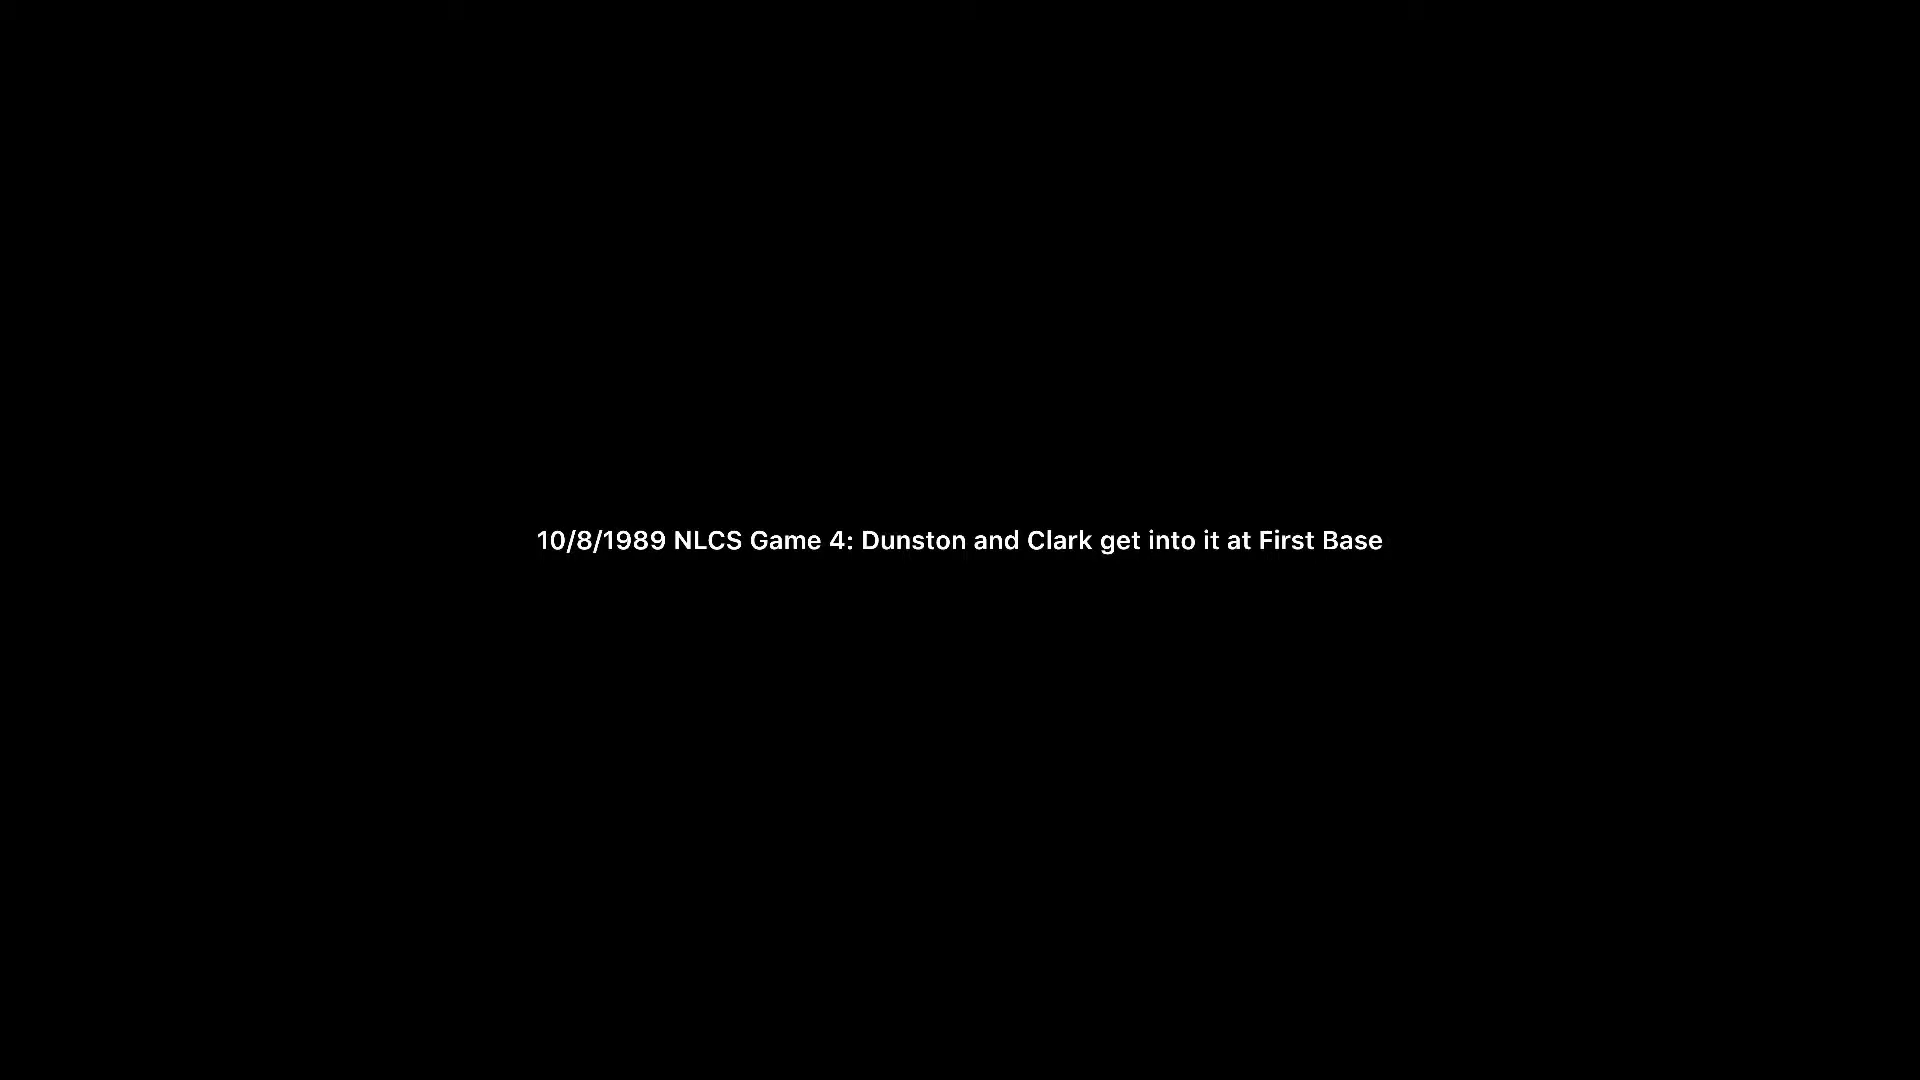 10/8/1989 NLCS Game 4: Dunston and Clark get into it at First Base